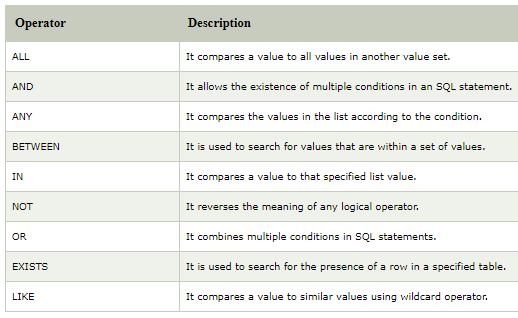 Operator Description
ALL It compares a value to all values in another value set.
AND It allows the existence of multiple conditions in an SQL statement.
ANY It compares the values in the list according to the condition.
BETWEEN It is used to search for values that are within a set of values.
IN It compares a value to that specified list value.
NOT It reverses the meaning of any logical operator.
OR It combines multiple conditions in SQL statements.
EXISTS It is used to search for the presence of a row in a specified table.
LIKE It compares a value to similar values using wildcard operator.